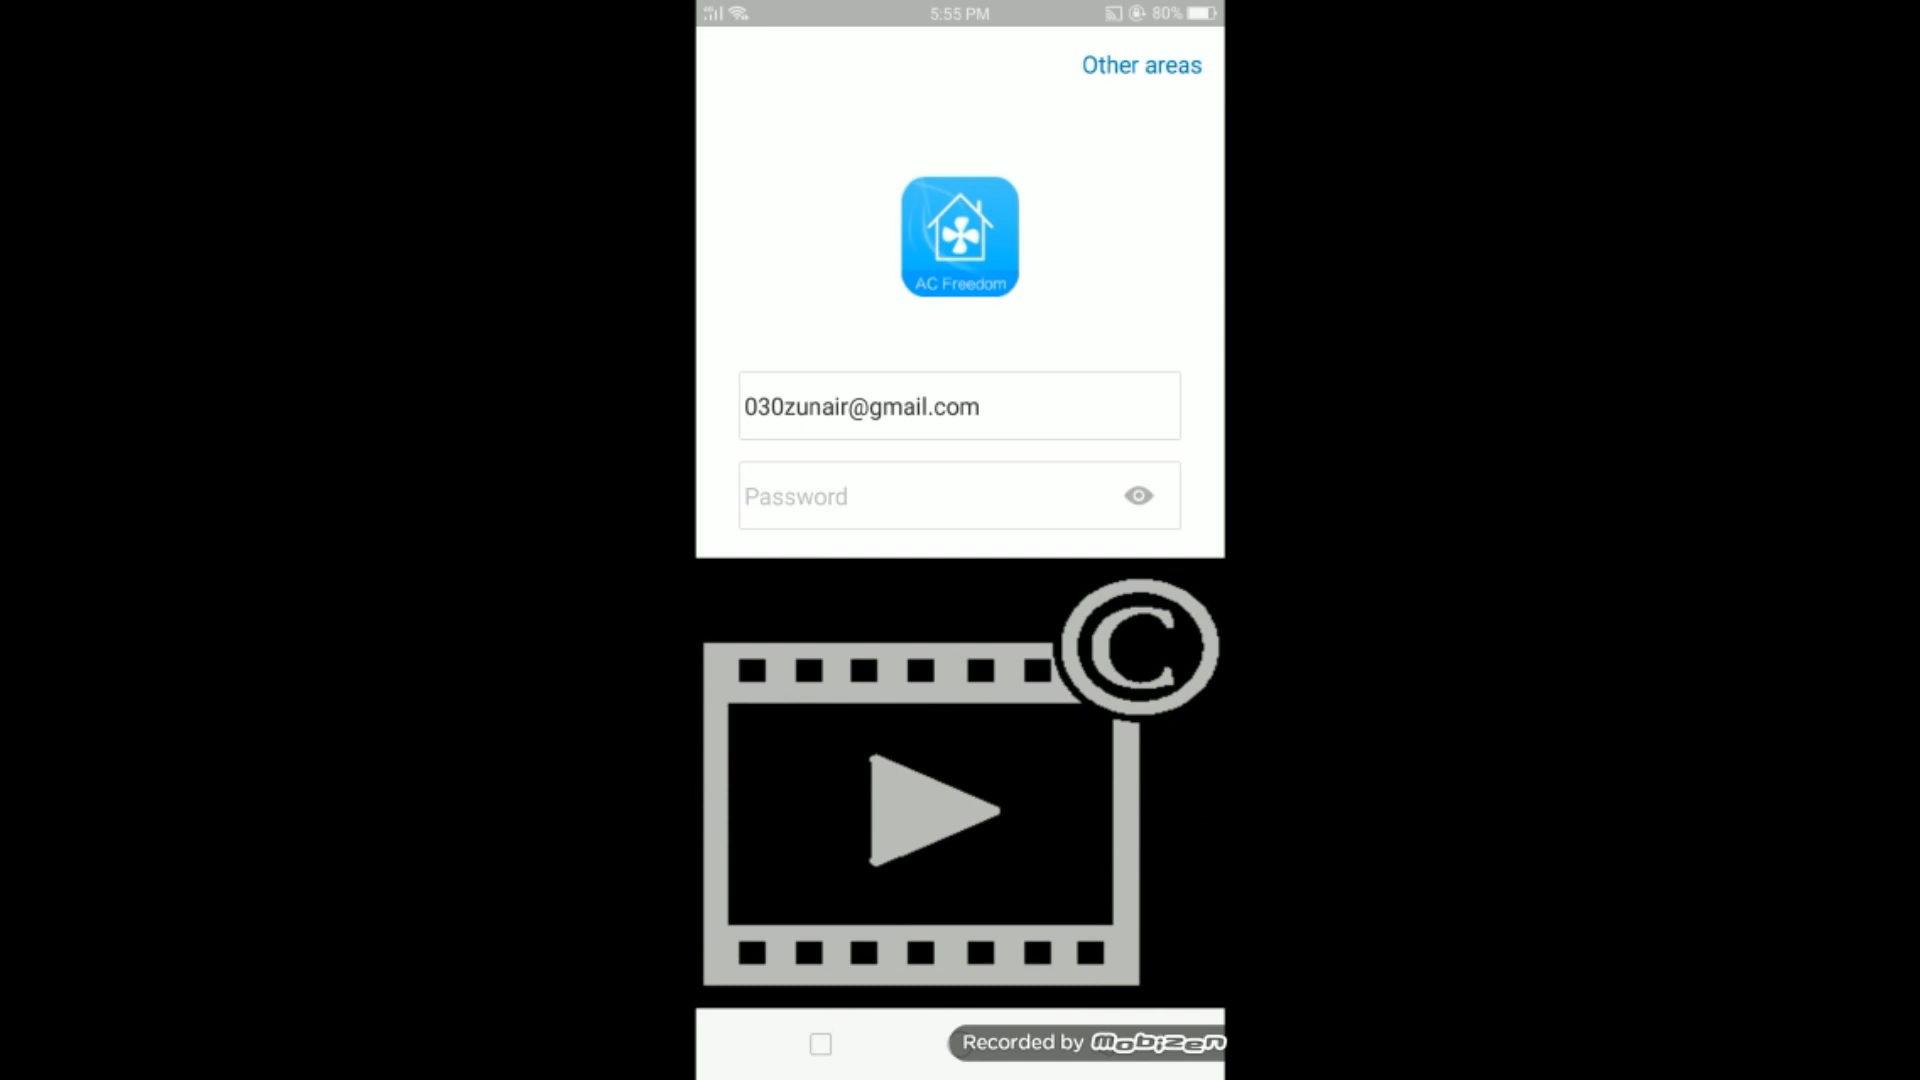 5:55 PM
80%
Other areas
AC Freedom
030zunair@gmail.com
Password
©
Recorded by mobizen